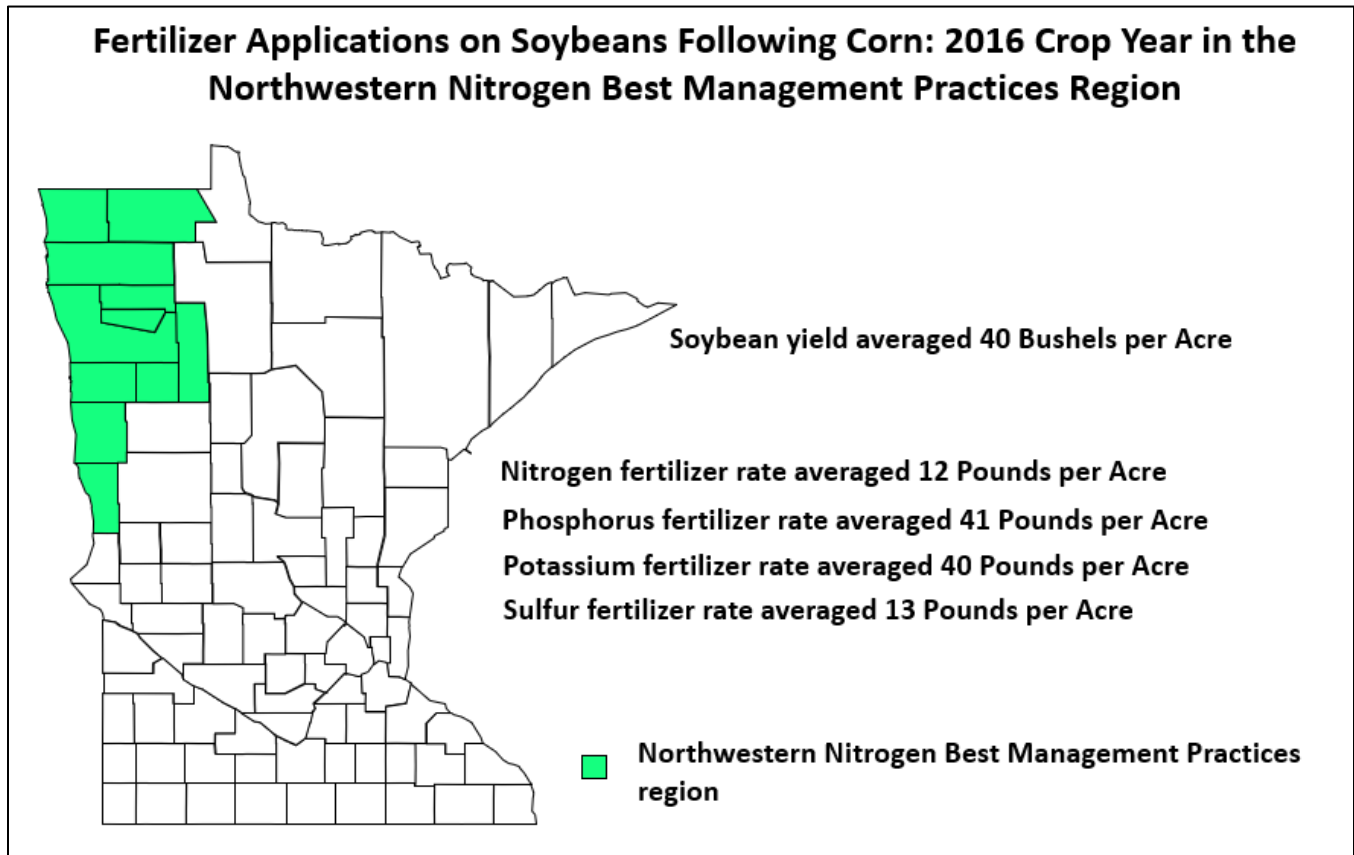 Fertilizer Applications on Soybeans Following Corn: 2016 Crop Year in the
Northwestern Nitrogen Best Management Practices Region
Soybean yield averaged 40 Bushels per Acre
Nitrogen fertilizer rate averaged 12 Pounds per Acre
Phosphorus fertilizer rate averaged 41 Pounds per Acre
Potassium fertilizer rate averaged 40 Pounds per Acre
Sulfur fertilizer rate averaged 13 Pounds per Acre
Northwestern Nitrogen Best Management Practices
region